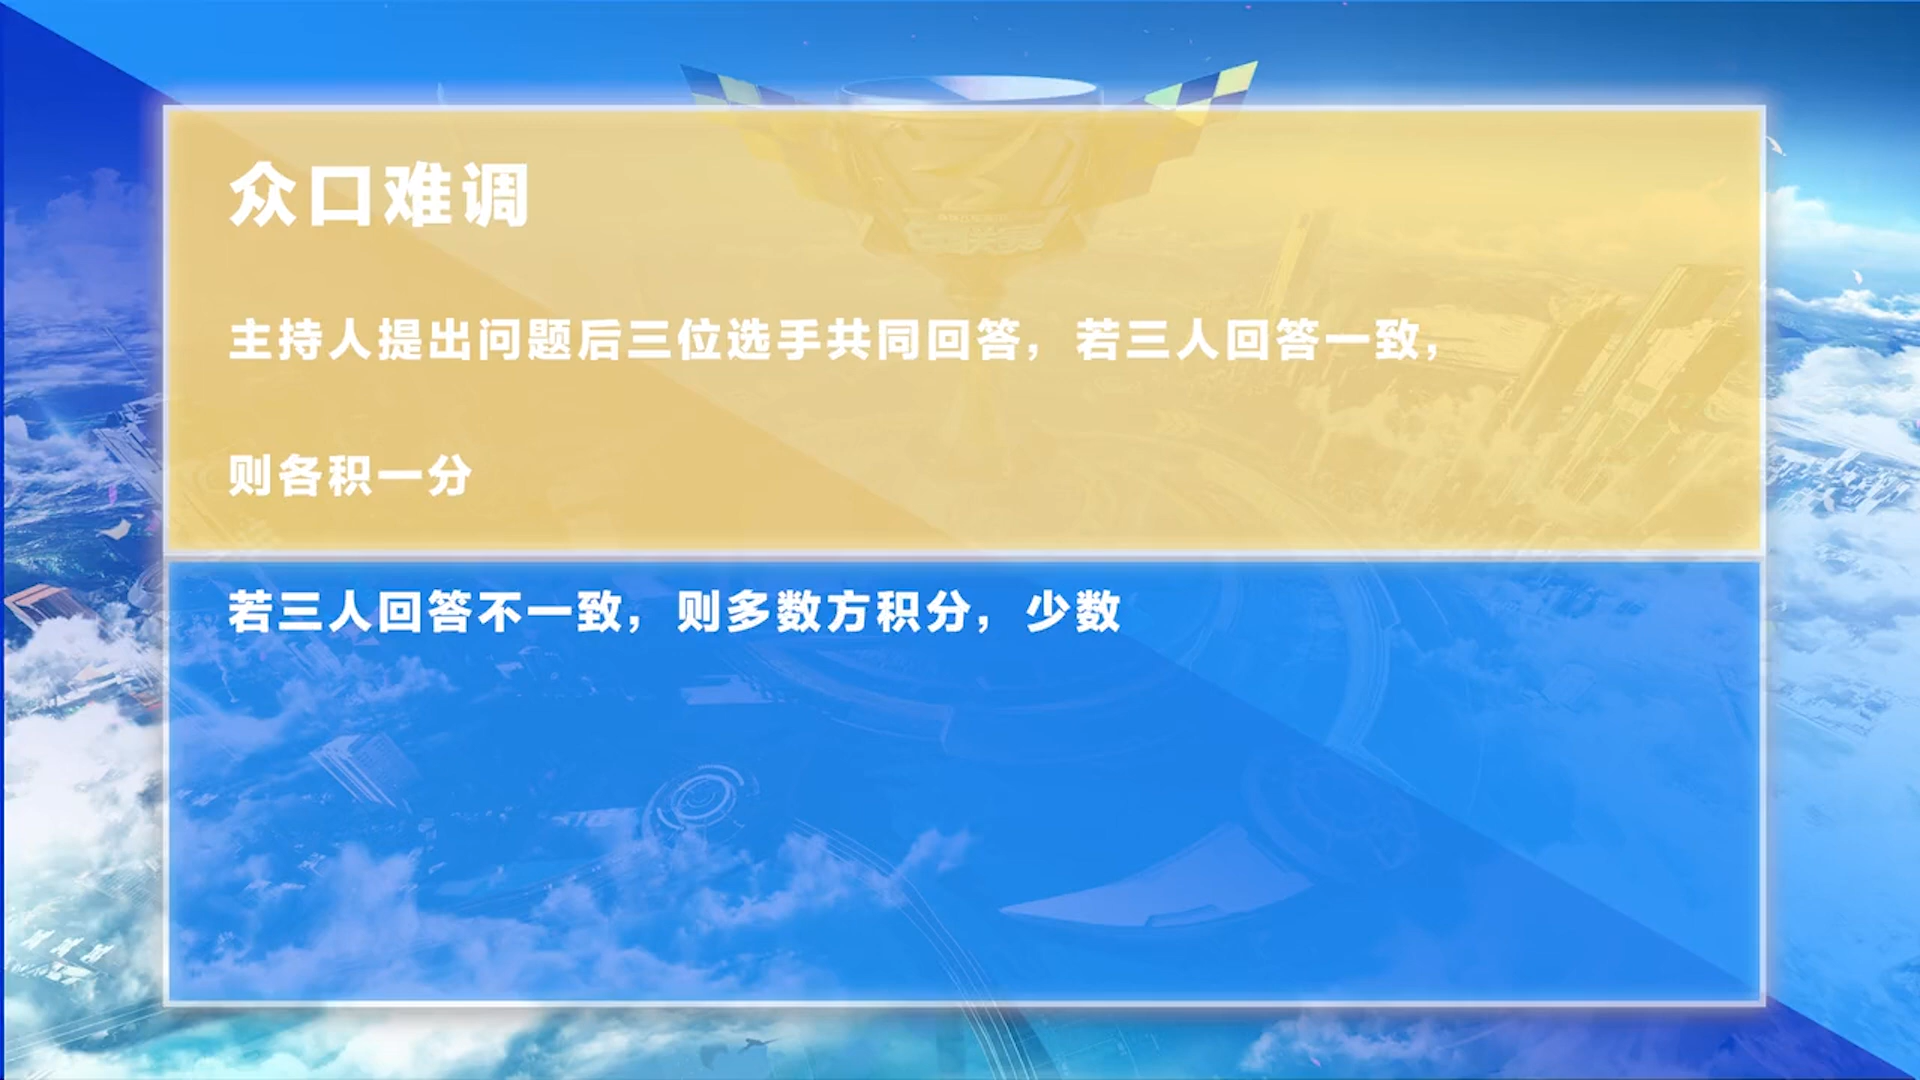 众口难调
主持人提出问题后三位选手共同回答，若三人回答一致，
则各积一分
若三人回答不一致，则多数方积分，少数